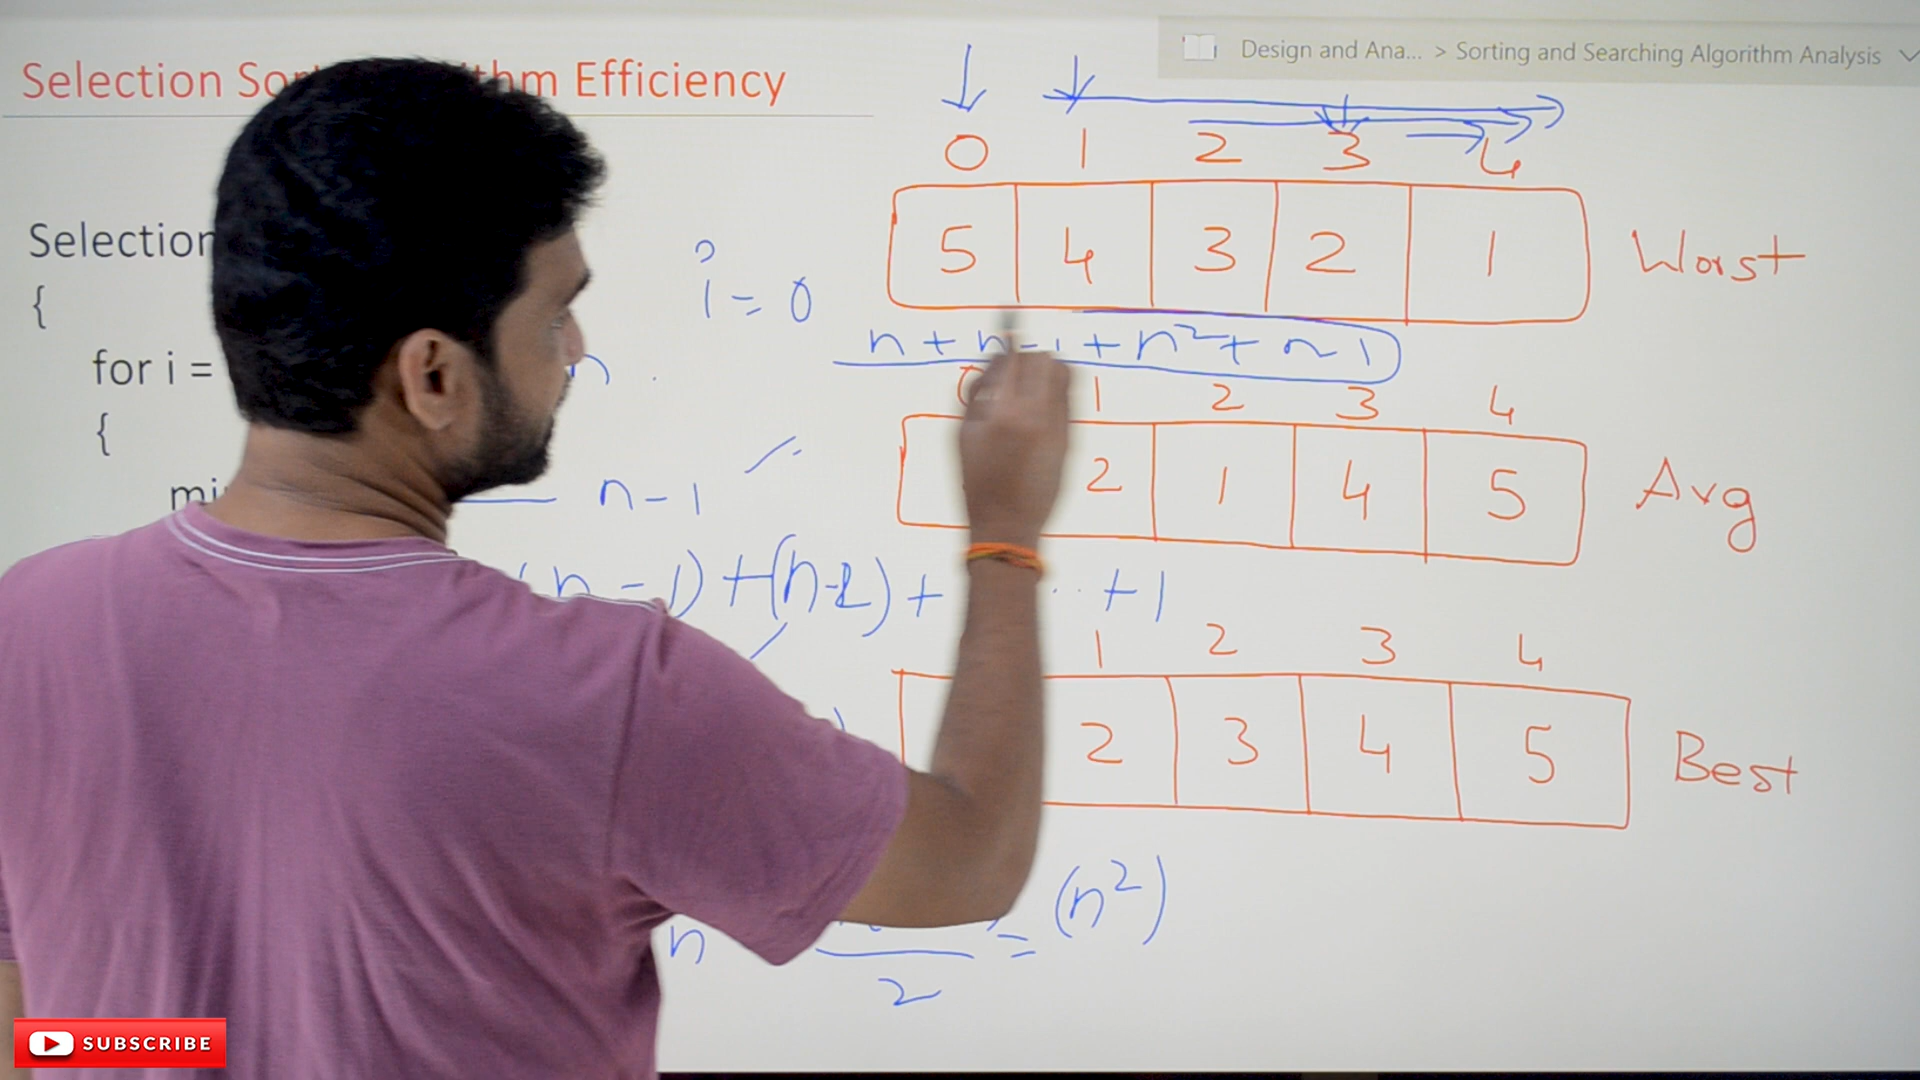 Design and Ana... > Sorting and Searching Algorithm Analysis
Selection Efficiency
0 1 2 3 4
Selection
5 4 3 2 1 Worst
i = 0
{
n + n-1 + n² + n-1
for i = n
1 2 3 4
{
2 1 4 5 Avg
n-1
(n-1) + (n-2) + .. + 1
1 2 3 4
2 3 4 5 Best
n = (n²)
2
SUBSCRIBE